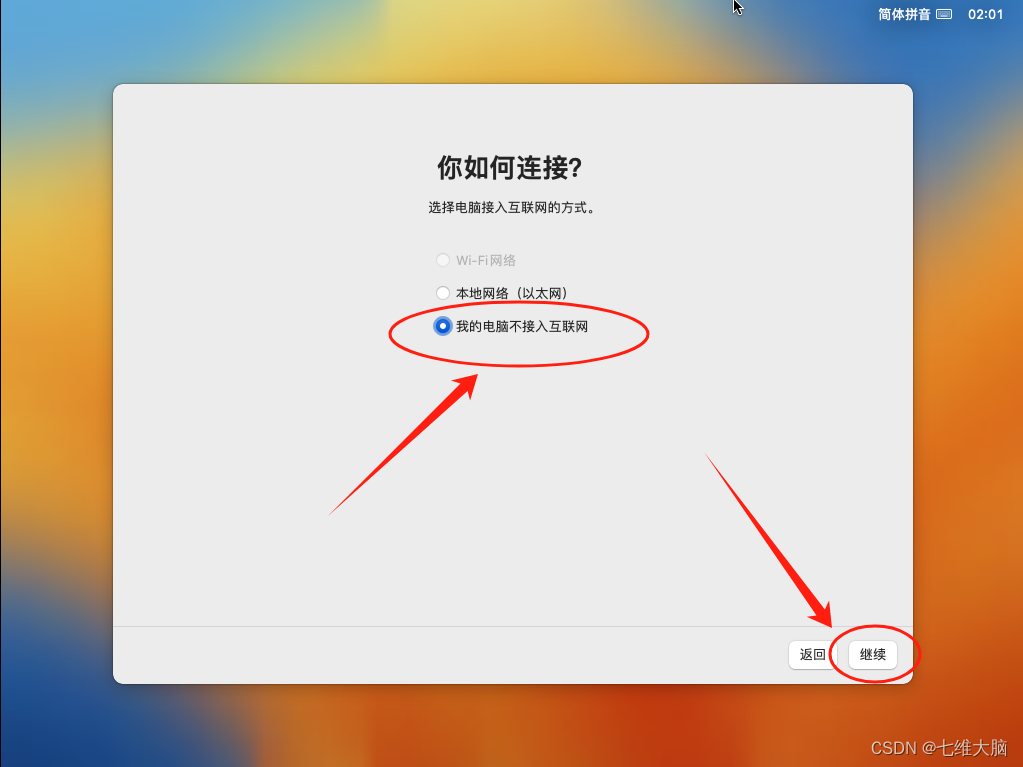 简体拼音 02:01
你如何连接?
选择电脑接入互联网的方式。
Wi-Fi网络
本地网络（以太网）
我的电脑不接入互联网
返回 继续
CSDN @七维大脑